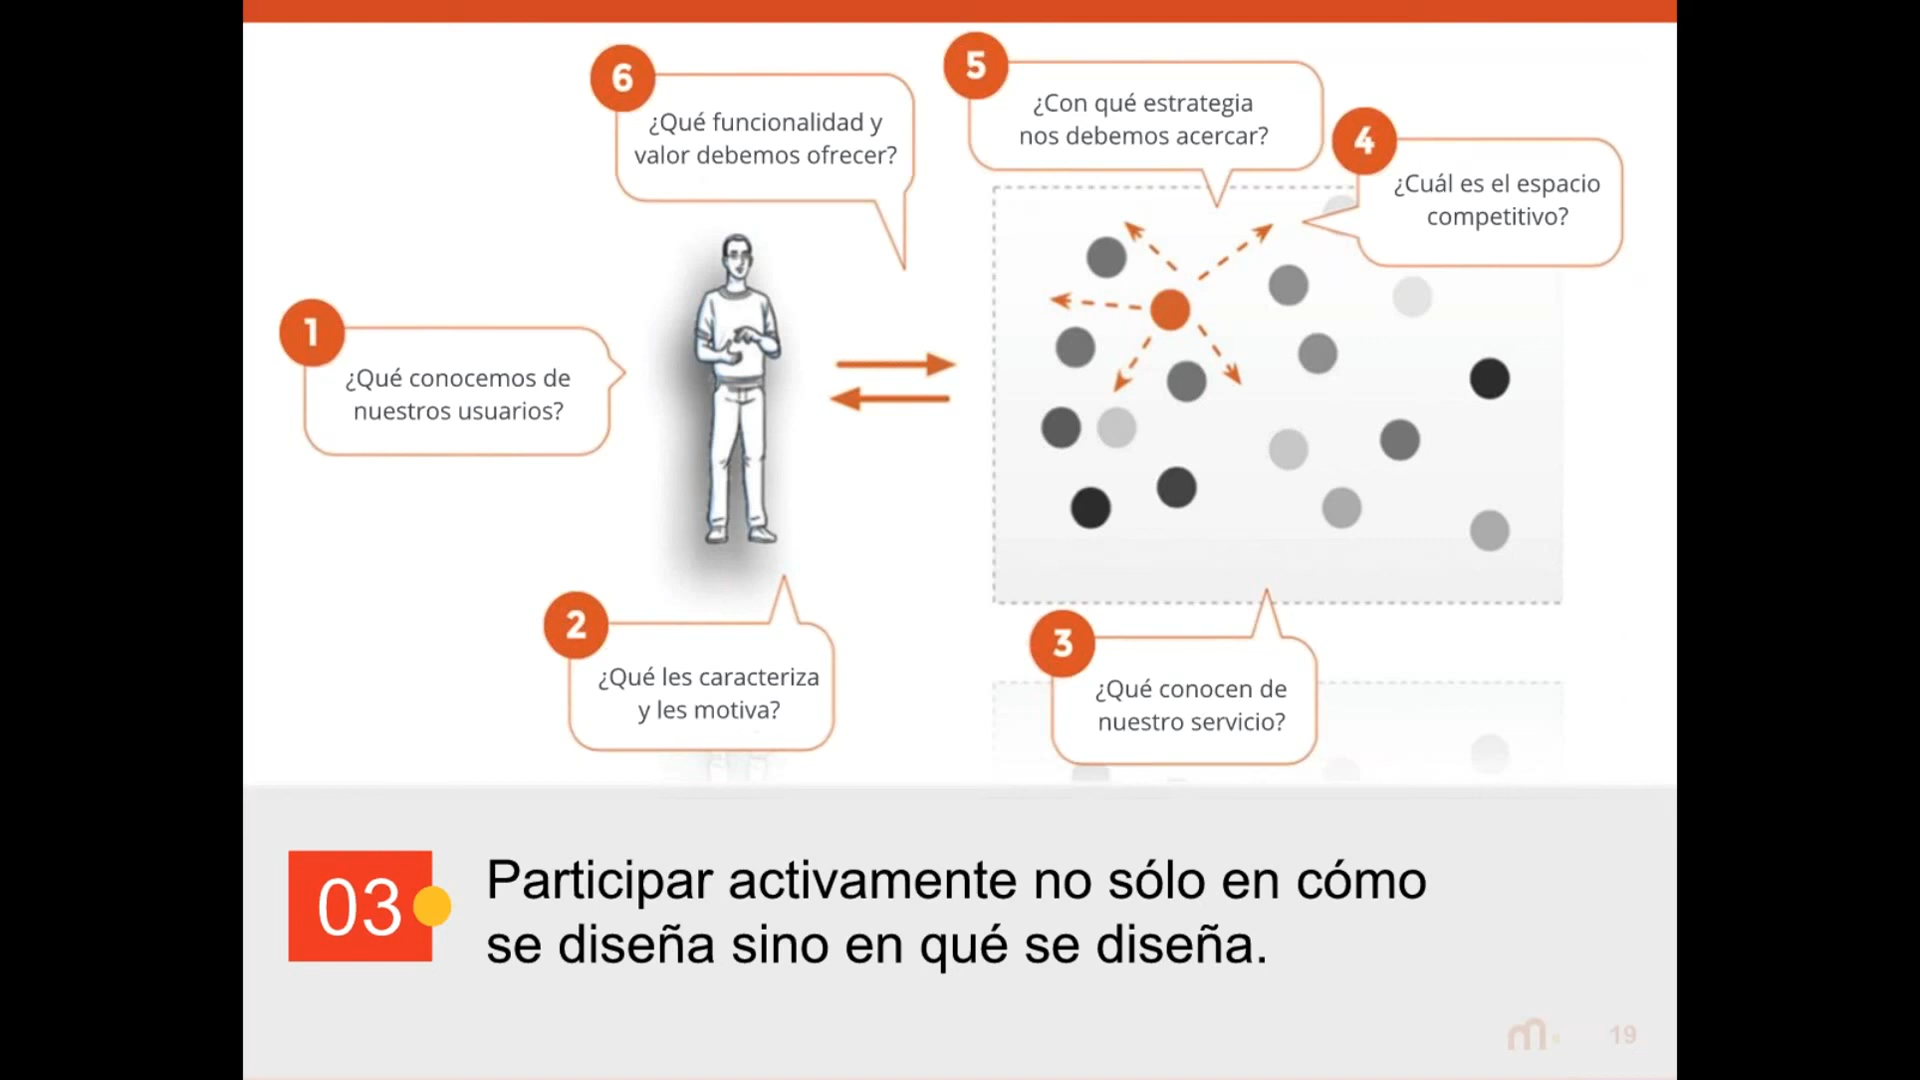 6
¿Qué funcionalidad y
valor debemos ofrecer?
5
¿Con qué estrategia
nos debemos acercar?
4
¿Cuál es el espacio
competitivo?
1
¿Qué conocemos de
nuestros usuarios?
2
¿Qué les caracteriza
y les motiva?
3
¿Qué conocen de
nuestro servicio?
03
Participar activamente no sólo en cómo
se diseña sino en qué se diseña.
m
19